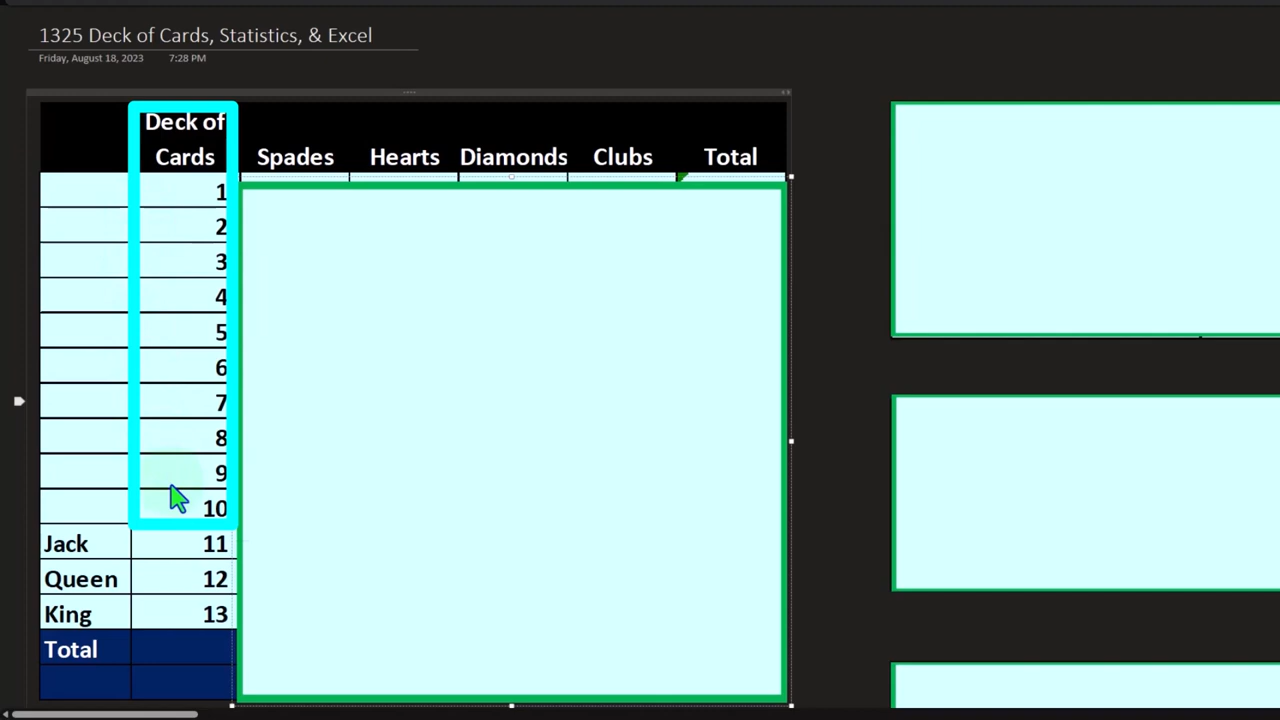 1325 Deck of Cards, Statistics, & Excel
Friday, August 18, 2023 7:28 PM
Deck of
Cards Spades Hearts Diamonds Clubs Total
1
2
3
4
5
6
7
8
9
10
Jack 11
Queen 12
King 13
Total